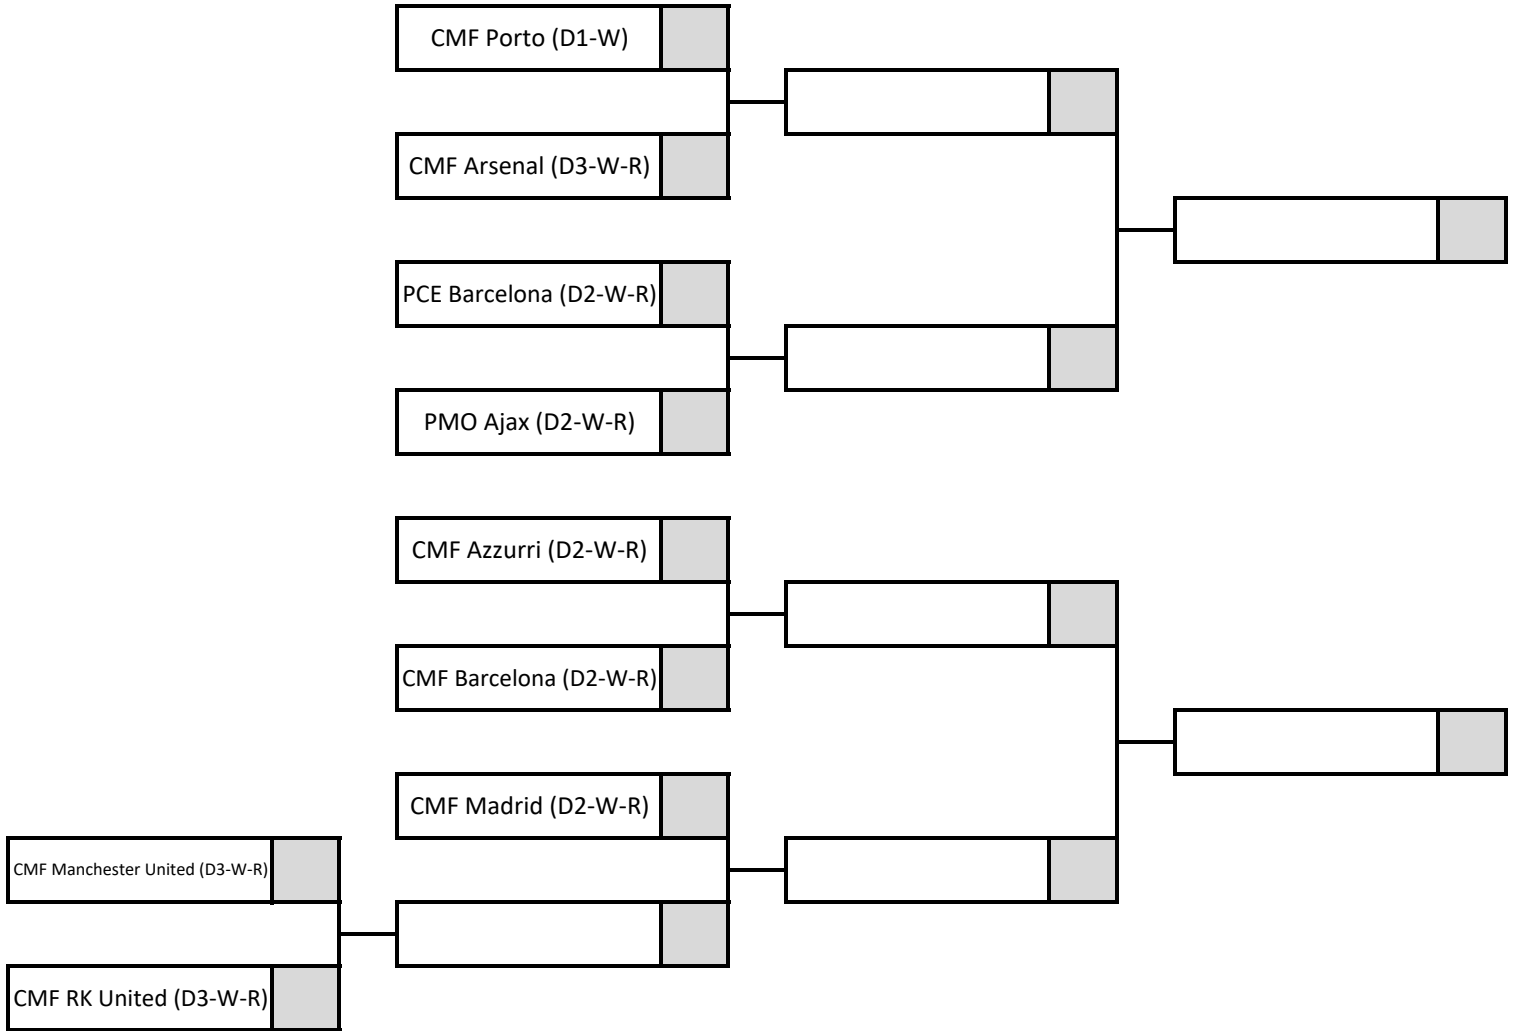 CMF Porto (D1-W)
CMF Arsenal (D3-W-R)
PCE Barcelona (D2-W-R)
PMO Ajax (D2-W-R)
CMF Azzurri (D2-W-R)
CMF Barcelona (D2-W-R)
CMF Madrid (D2-W-R)
CMF Manchester United (D3-W-R)
CMF RK United (D3-W-R)